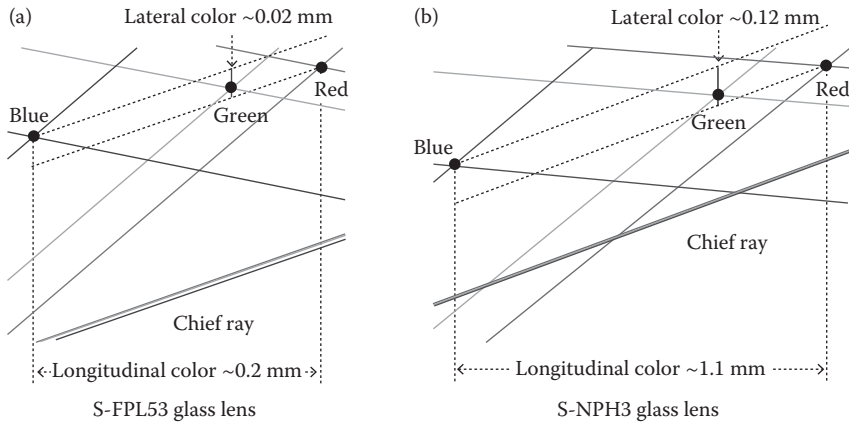 (a)
Lateral color ~0.02 mm
Blue
Green
Red
Chief ray
Longitudinal color ~0.2 mm
S-FPL53 glass lens
(b)
Lateral color ~0.12 mm
Blue
Green
Red
Chief ray
Longitudinal color ~1.1 mm
S-NPH3 glass lens